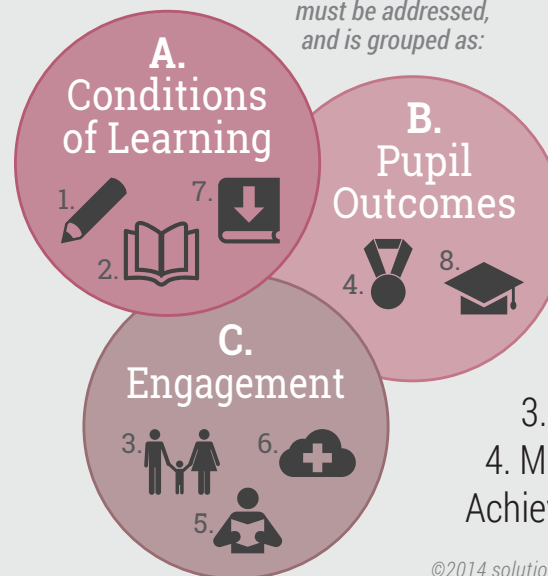 must be addressed,
and is grouped as:
A.
Conditions
of Learning
1.
7.
2.
B.
Pupil
Outcomes
4.
8.
C.
Engagement
3.
6.
5.
3.
4. M
Achiev
©2014 solutio